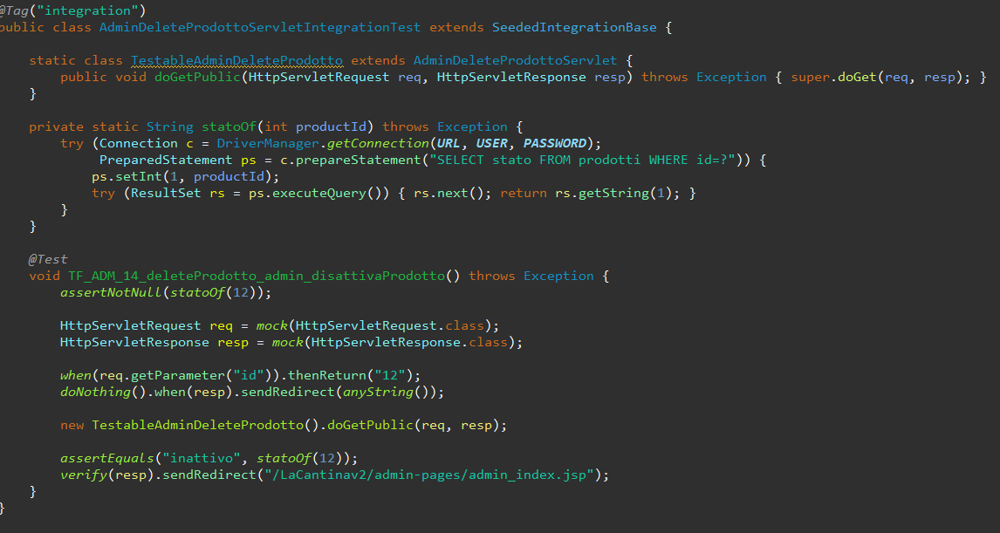 @Tag("integration")
public class AdminDeleteProdottoServletIntegrationTest extends SeededIntegrationBase {
static class TestableAdminDeleteProdotto extends AdminDeleteProdottoServlet {
public void doGetPublic(HttpServletRequest req, HttpServletResponse resp) throws Exception { super.doGet(req, resp); }
}
private static String statoOf(int productId) throws Exception {
try (Connection c = DriverManager.getConnection(URL, USER, PASSWORD);
PreparedStatement ps = c.prepareStatement("SELECT stato FROM prodotti WHERE id=?")) {
ps.setInt(1, productId);
try (ResultSet rs = ps.executeQuery()) { rs.next(); return rs.getString(1); }
}
}
@Test
void TF_ADM_14_deleteProdotto_admin_disattivaProdotto() throws Exception {
assertNotNull(statoOf(12));
HttpServletRequest req = mock(HttpServletRequest.class);
HttpServletResponse resp = mock(HttpServletResponse.class);
when(req.getParameter("id")).thenReturn("12");
doNothing().when(resp).sendRedirect(anyString());
new TestableAdminDeleteProdotto().doGetPublic(req, resp);
assertEquals("inattivo", statoOf(12));
verify(resp).sendRedirect("/LaCantinav2/admin-pages/admin_index.jsp");
}
}